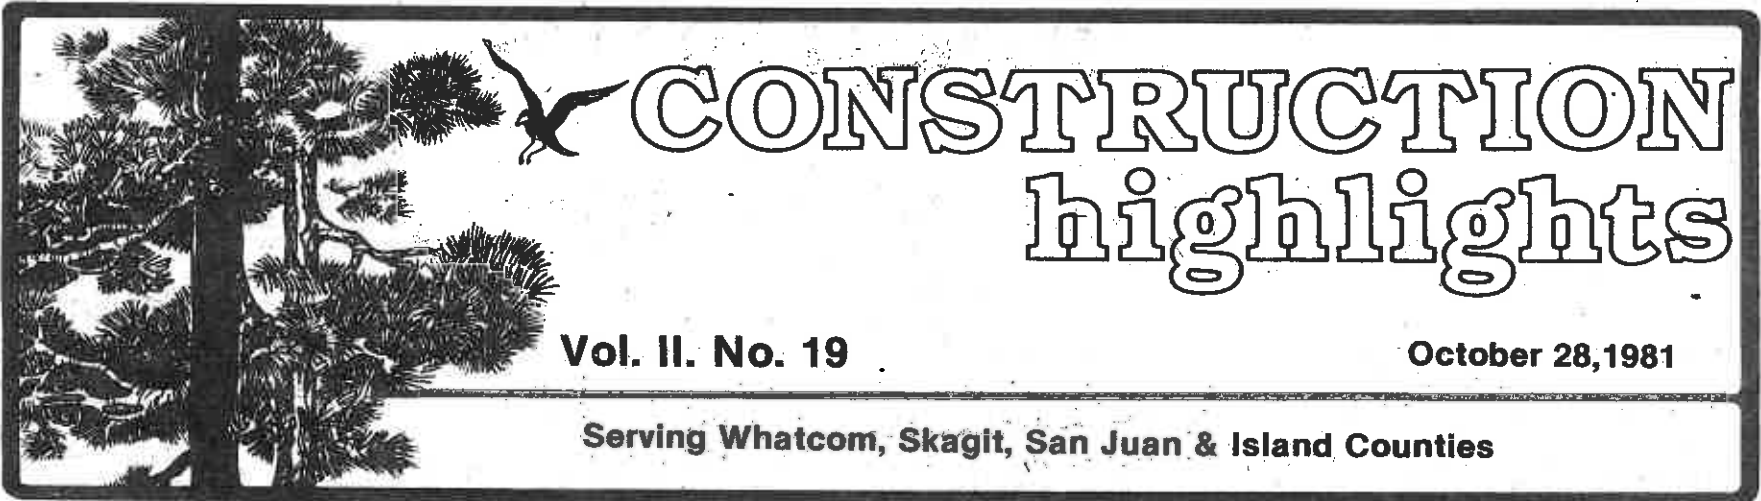 CONSTRUCTION
highlights
Vol. II. No. 19
October 28,1981
Serving Whatcom, Skagit, San Juan & Island Counties